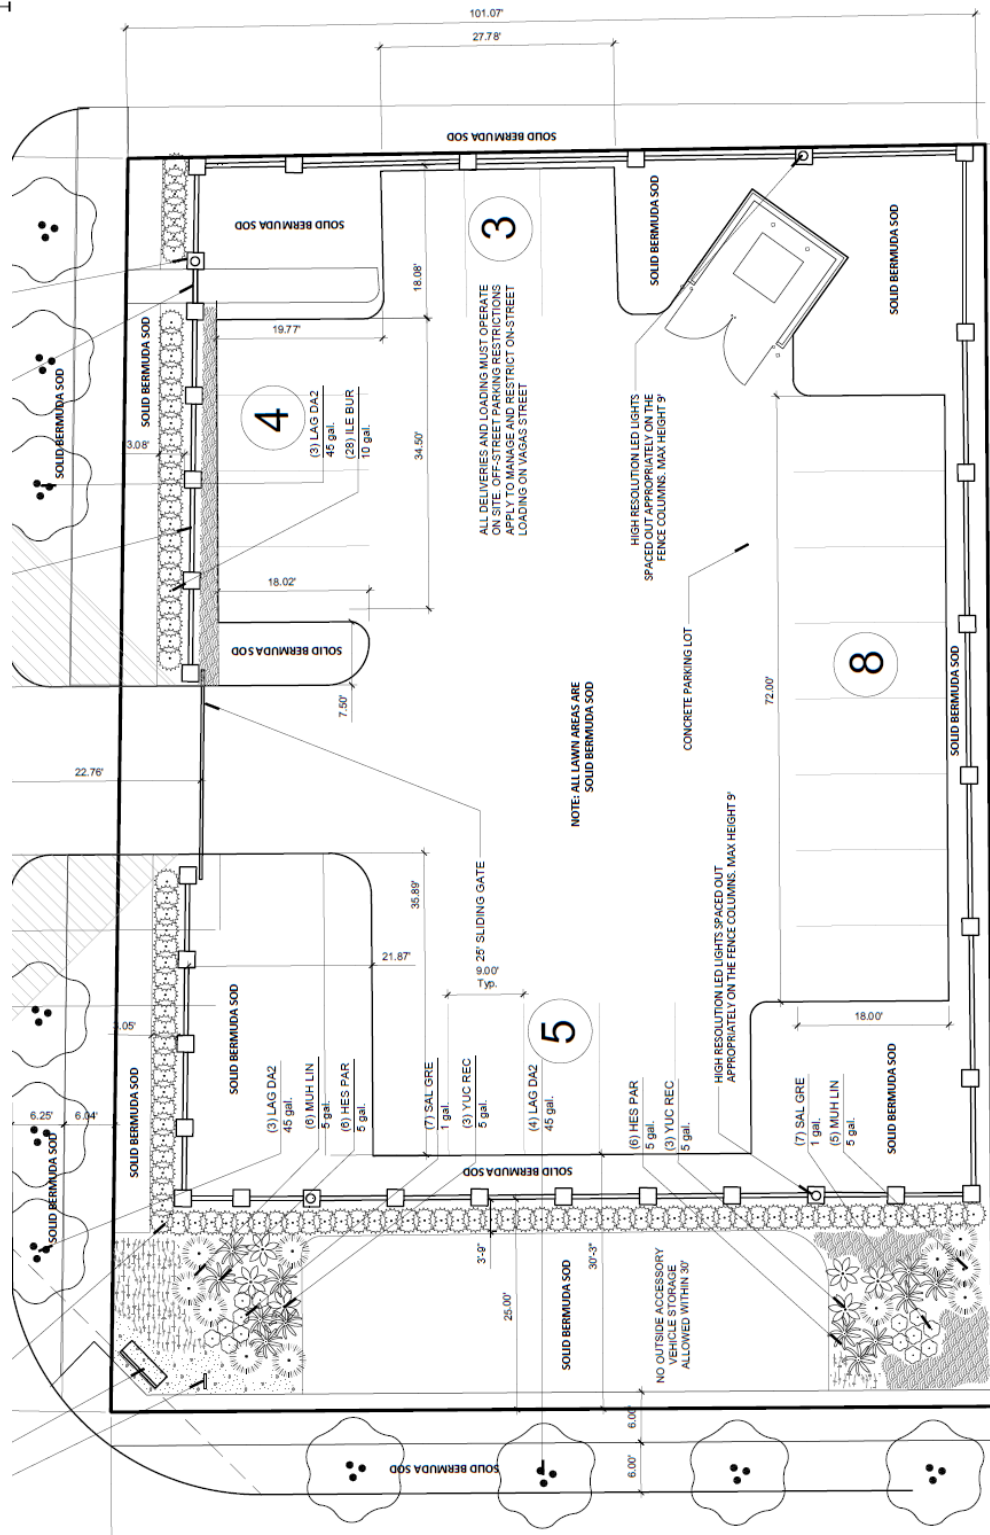 101.07'
27.78'
SOLID BERMUDA SOD
SOLID BERMUDA SOD
SOLID BERMUDA SOD
SOLID BERMUDA SOD
3
18.08'
19.77'
SOLID BERMUDA SOD
SOLID BERMUDA SOD
3.08'
4
(3) LAG DA2
45 gal.
(28) ILE BUR
10 gal.
34.50'
ALL DELIVERIES AND LOADING MUST OPERATE
ON SITE. OFF-STREET PARKING RESTRICTIONS
APPLY TO MANAGE AND RESTRICT ON-STREET
LOADING ON VAGAS STREET
HIGH RESOLUTION LED LIGHTS
SPACED OUT APPROPRIATELY ON THE
FENCE COLUMNS. MAX HEIGHT 9'
18.02'
SOLID BERMUDA SOD
7.50'
CONCRETE PARKING LOT
72.00'
8
SOLID BERMUDA SOD
NOTE: ALL LAWN AREAS ARE
SOLID BERMUDA SOD
22.76'
25' SLIDING GATE
35.89'
21.87'
9.00'
Typ.
5
HIGH RESOLUTION LED LIGHTS SPACED OUT
APPROPRIATELY ON THE FENCE COLUMNS. MAX HEIGHT 9'
18.00'
3.05'
SOLID BERMUDA SOD
SOLID BERMUDA SOD
6.25'
6.04'
SOLID BERMUDA SOD
(3) LAG DA2
45 gal.
(6) MUH LIN
5 gal.
(6) HES PAR
5 gal.
(7) SAL GRE
1 gal.
(3) YUC REC
5 gal.
(4) LAG DA2
45 gal.
(6) HES PAR
5 gal.
(3) YUC REC
5 gal.
(7) SAL GRE
1 gal.
(5) MUH LIN
5 gal.
SOLID BERMUDA SOD
SOLID BERMUDA SOD
3'-9"
25.00'
SOLID BERMUDA SOD
30'-3"
NO OUTSIDE ACCESSORY
VEHICLE STORAGE
ALLOWED WITHIN 30'
6.00'
6.00'
SOLID BERMUDA SOD